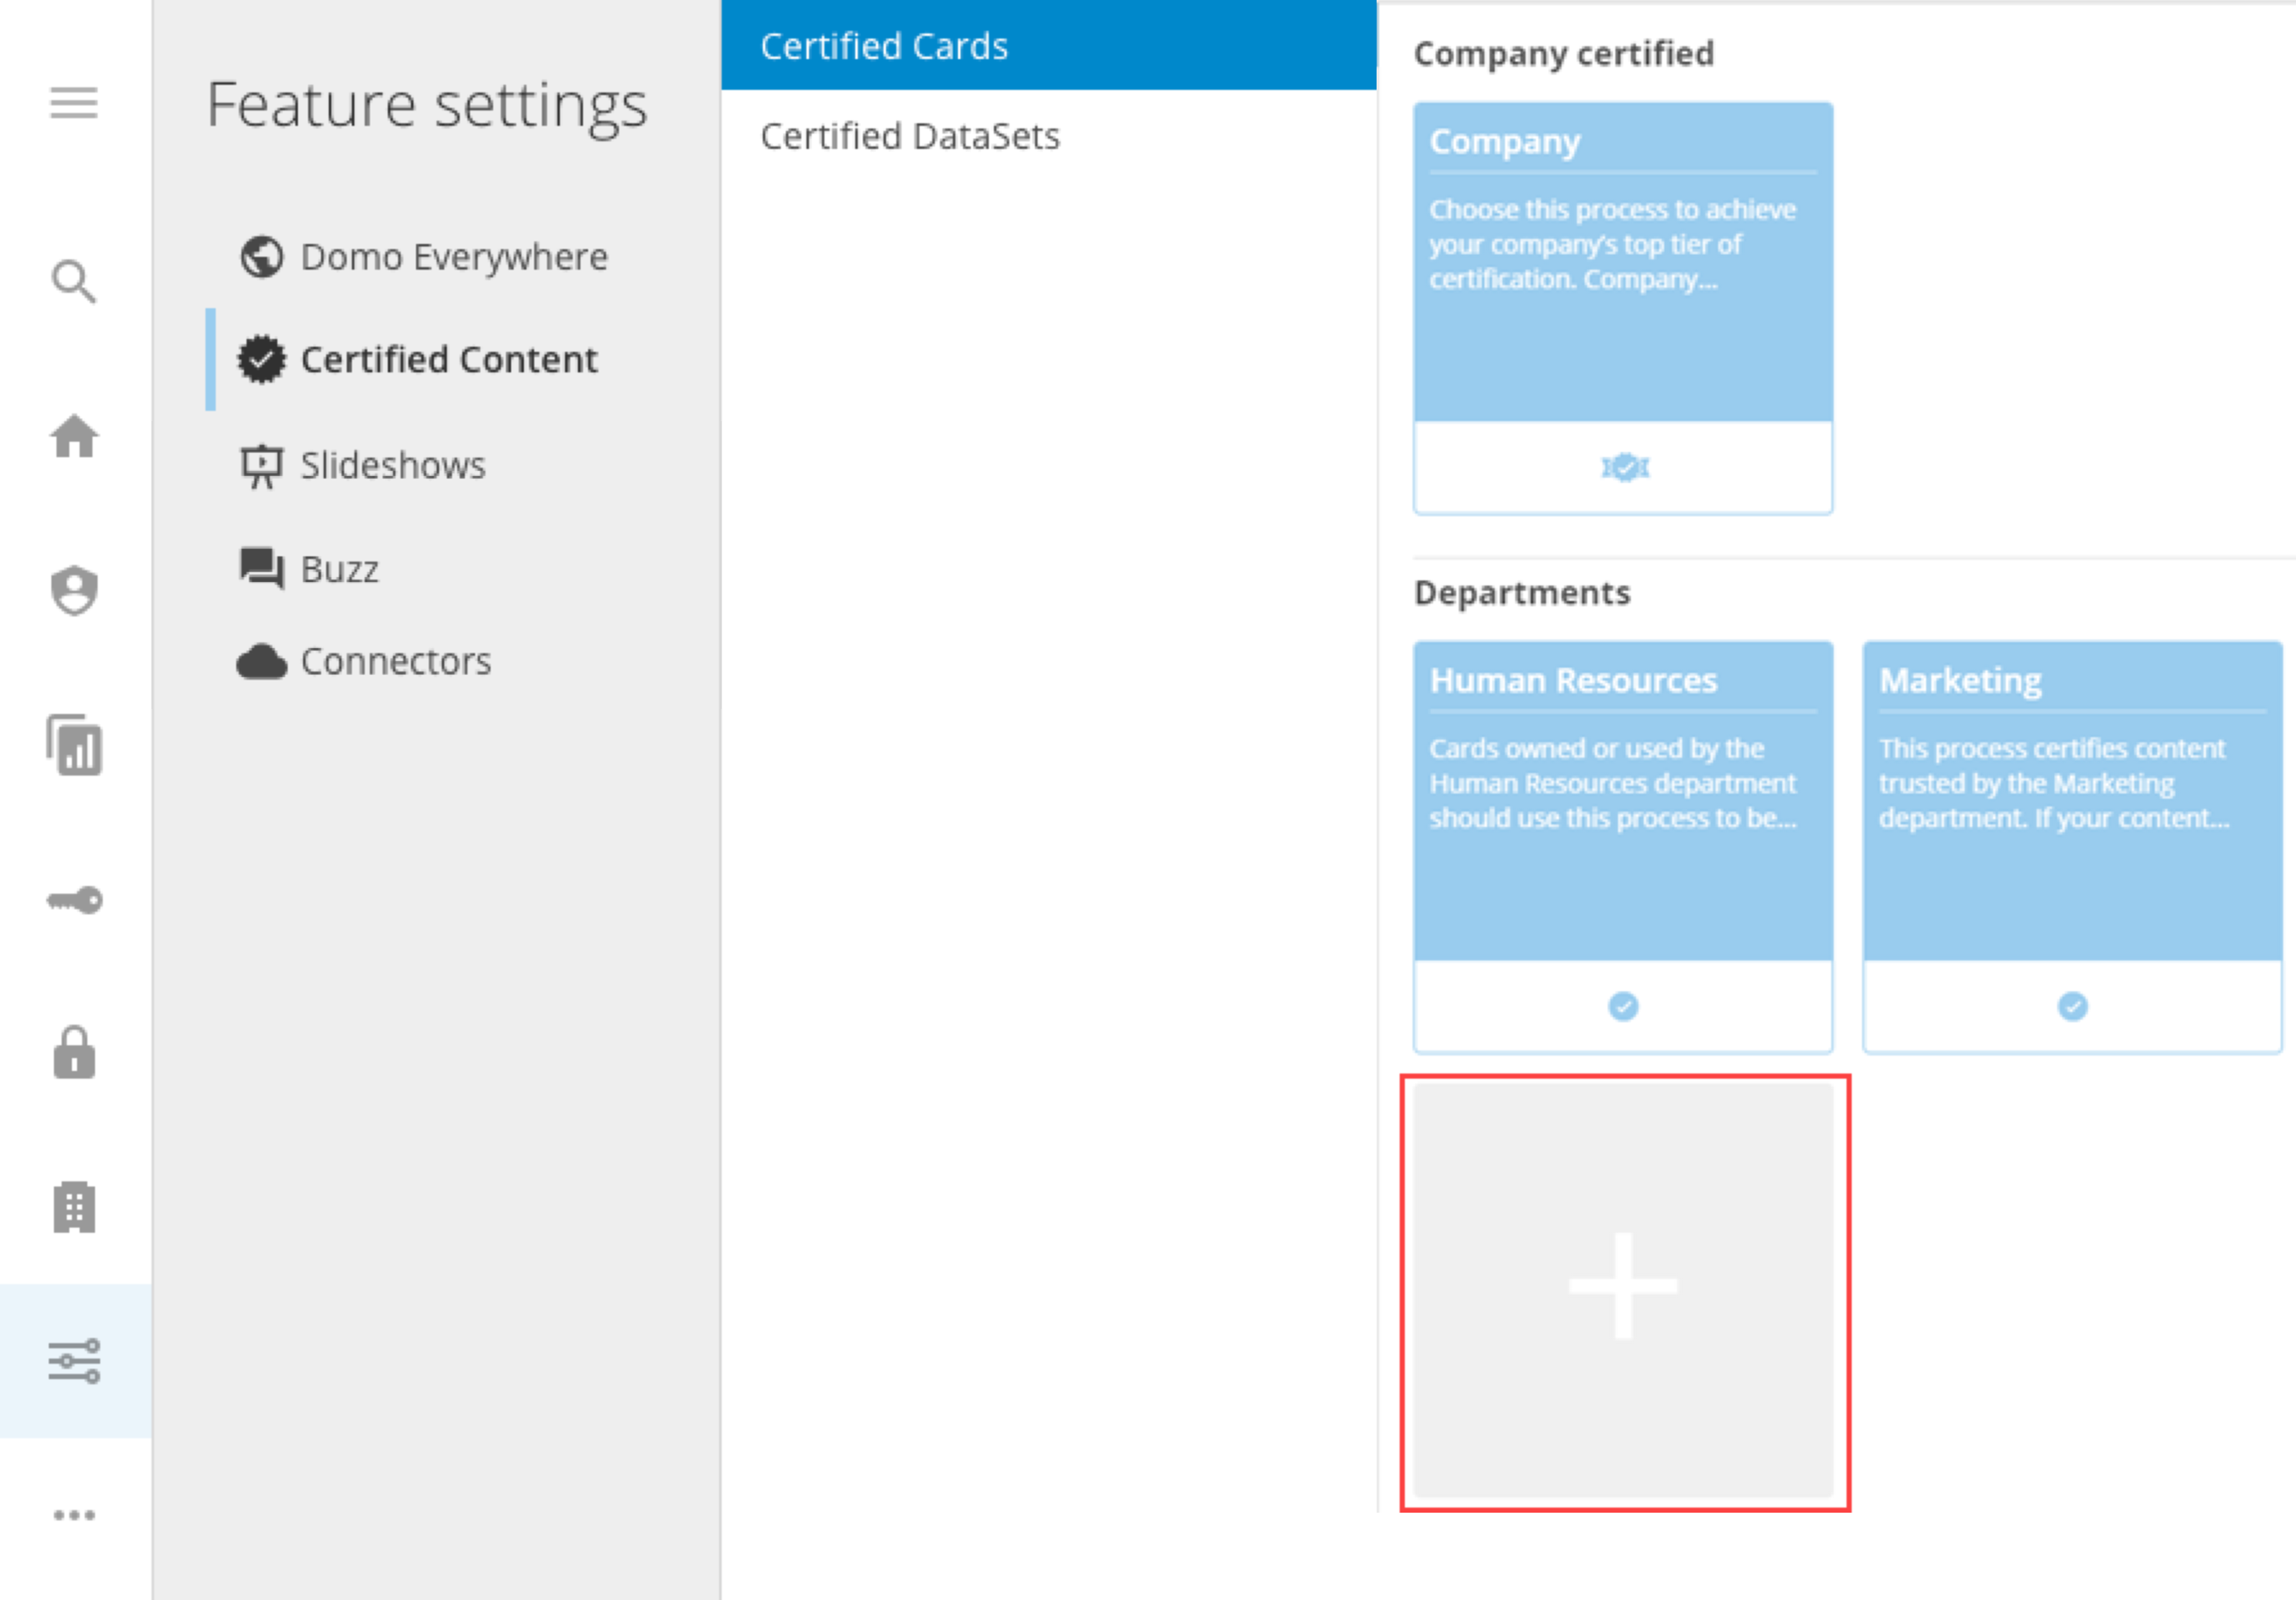 Feature settings
Domo Everywhere
Certified Content
Slideshows
Buzz
Connectors
Certified Cards
Certified DataSets
Company certified
Company
Choose this process to achieve
your company's top tier of
certification. Company...
Departments
Human Resources
Cards owned or used by the
Human Resources department
should use this process to be...
Marketing
This process certifies content
trusted by the Marketing
department. If your content...